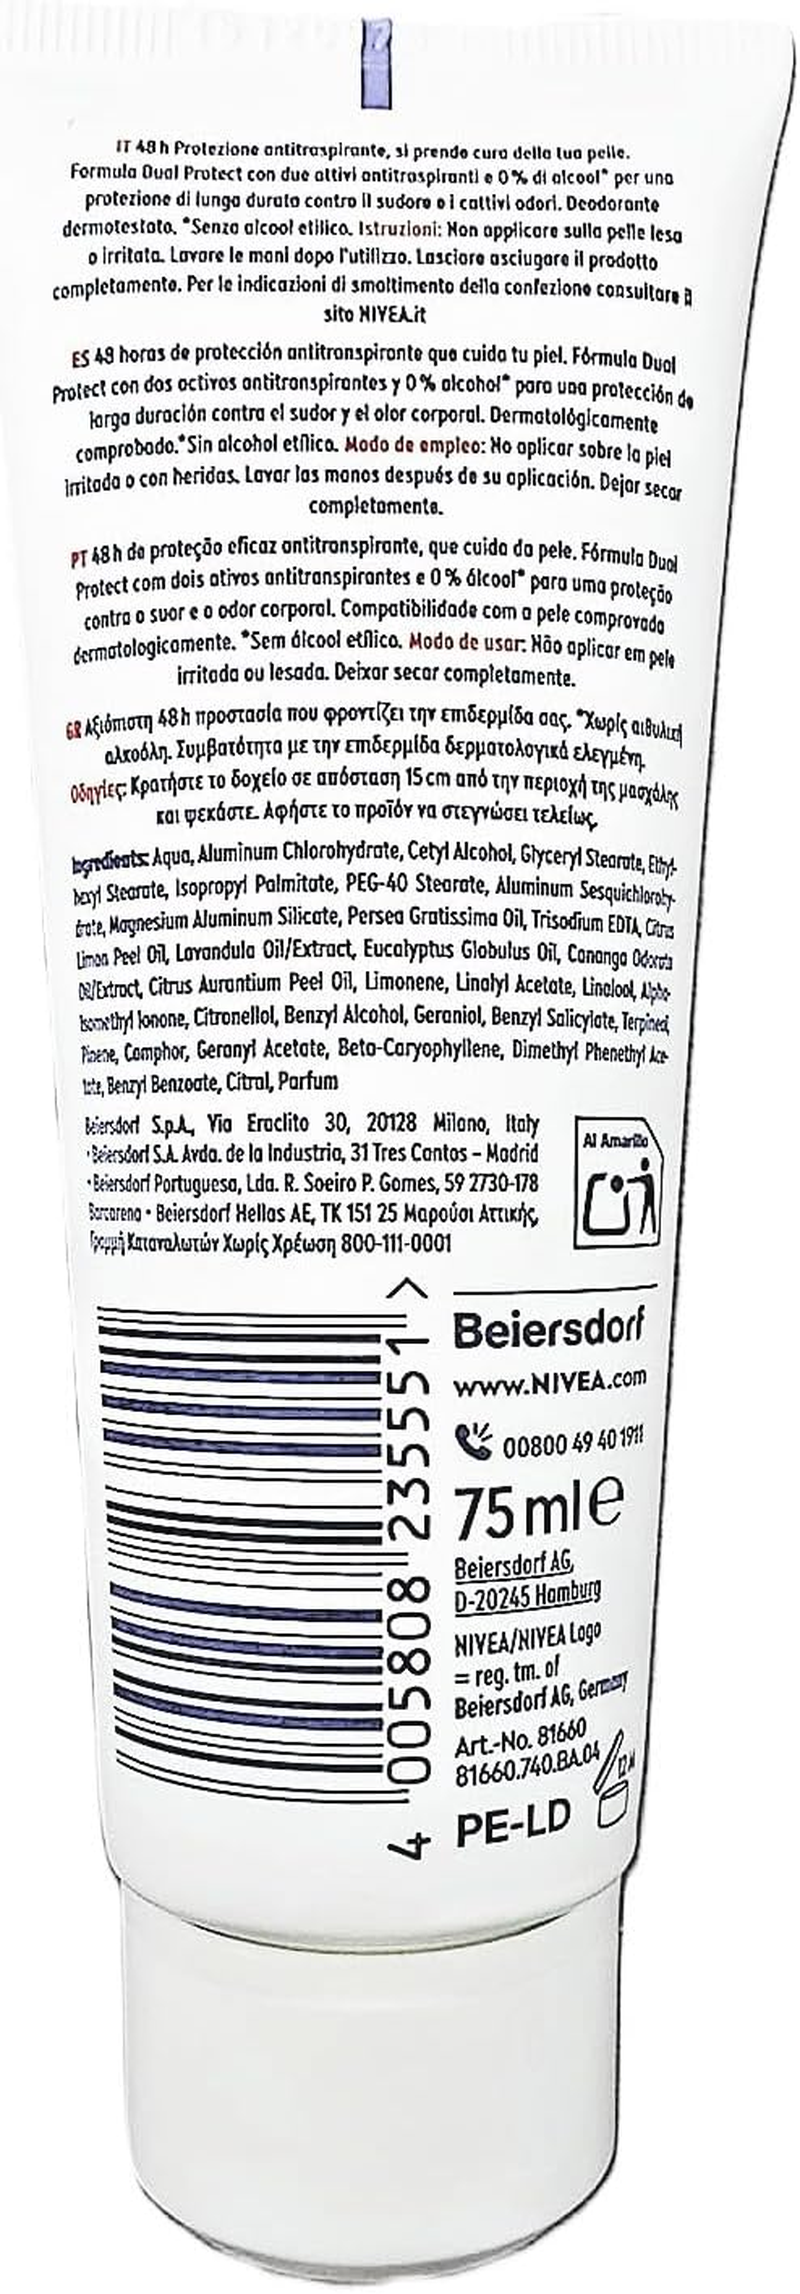 IT 48 h Protezione antitraspirante, si prende cura della tua pelle.
Formula Dual Protect con due attivi antitraspiranti e 0% di alcool* per una
protezione di lunga durata contro il sudore e i cattivi odori. Deodorante
dermotestato. *Senza alcool etilico. Istruzioni: Non applicare sulla pelle lesa
o irritata. Lavare le mani dopo l'utilizzo. Lasciare asciugare il prodotto
completamente. Per le indicazioni di smaltimento della confezione consultare il
sito NIVEA.it
ES 48 horas de protección antitranspirante que cuida tu piel. Fórmula Dual
Protect con dos activos antitranspirantes y 0% alcohol* para una protección de
larga duración contra el sudor y el olor corporal. Dermatológicamente
comprobado.*Sin alcohol etílico. Modo de empleo: No aplicar sobre la piel
irritada o con heridas. Lavar las manos después de su aplicación. Dejar secar
completamente.
PT 48 h de proteção eficaz antitranspirante, que cuida da pele. Fórmula Dual
Protect com dois ativos antitranspirantes e 0% álcool* para uma proteção
contra o suor e o odor corporal. Compatibilidade com a pele comprovada
dermatologicamente. *Sem álcool etílico. Modo de usar: Não aplicar em pele
irritada ou lesada. Deixar secar completamente.
GR Αξιόπιστη 48h προστασία που φροντίζει την επιδερμίδα σας. *Χωρίς αιθυλική
αλκοόλη. Συμβατότητα με την επιδερμίδα δερματολογικά ελεγμένη.
Οδηγίες: Κρατήστε το δοχείο σε απόσταση 15cm από την περιοχή της μασχάλης
και ψεκάστε. Αφήστε το προϊόν να στεγνώσει τελείως.
Ingredients: Aqua, Aluminum Chlorohydrate, Cetyl Alcohol, Glyceryl Stearate, Ethyl-
hexyl Stearate, Isopropyl Palmitate, PEG-40 Stearate, Aluminum Sesquichlorohy-
drate, Magnesium Aluminum Silicate, Persea Gratissima Oil, Trisodium EDTA, Citrus
Limon Peel Oil, Lavandula Oil/Extract, Eucalyptus Globulus Oil, Cananga Odorata
Oil/Extract, Citrus Aurantium Peel Oil, Limonene, Linalyl Acetate, Linalool, Alpha-
Isomethyl Ionone, Citronellol, Benzyl Alcohol, Geraniol, Benzyl Salicylate, Terpineol,
Pinene, Camphor, Geranyl Acetate, Beta-Caryophyllene, Dimethyl Phenethyl Ace-
tate, Benzyl Benzoate, Citral, Parfum
Beiersdorf S.p.A., Via Eraclito 30, 20128 Milano, Italy
• Beiersdorf S.A. Avda. de la Industria, 31 Tres Cantos – Madrid
• Beiersdorf Portuguesa, Lda. R. Soeiro P. Gomes, 59 2730-178
Barcarena • Beiersdorf Hellas AE, TK 151 25 Μαρούσι Αττικής,
Γραμμή Καταναλωτών Χωρίς Χρέωση 800-111-0001
Al Amarillo
Beiersdorf
www.NIVEA.com
00800 49 40 1911
75 ml e
Beiersdorf AG,
D-20245 Hamburg
NIVEA/NIVEA Logo
= reg. tm. of
Beiersdorf AG, Germany
Art.-No. 81660
81660.740.BA.04
12 M
PE-LD
4 005808 235551 >